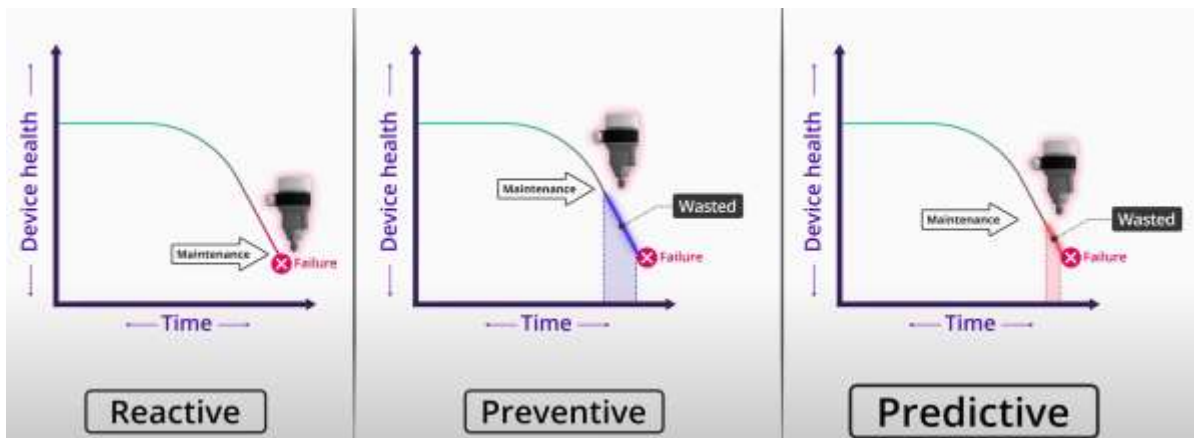 Device health
Maintenance
Failure
Time
Reactive
Device health
Maintenance
Wasted
Failure
Time
Preventive
Device health
Maintenance
Wasted
Failure
Time
Predictive